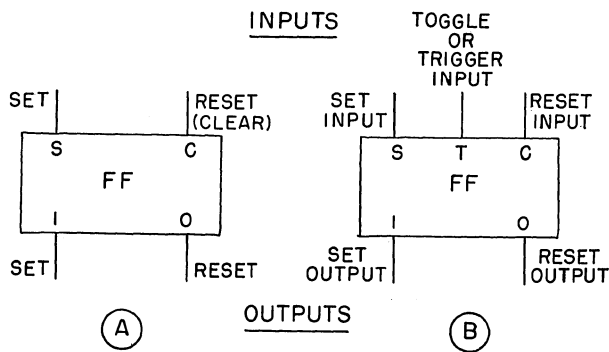 INPUTS
TOGGLE
OR
TRIGGER
INPUT
SET
RESET
(CLEAR)
S C
FF
1 0
SET
RESET
SET
INPUT
RESET
INPUT
S T C
FF
1 0
SET
OUTPUT
RESET
OUTPUT
OUTPUTS
A
B